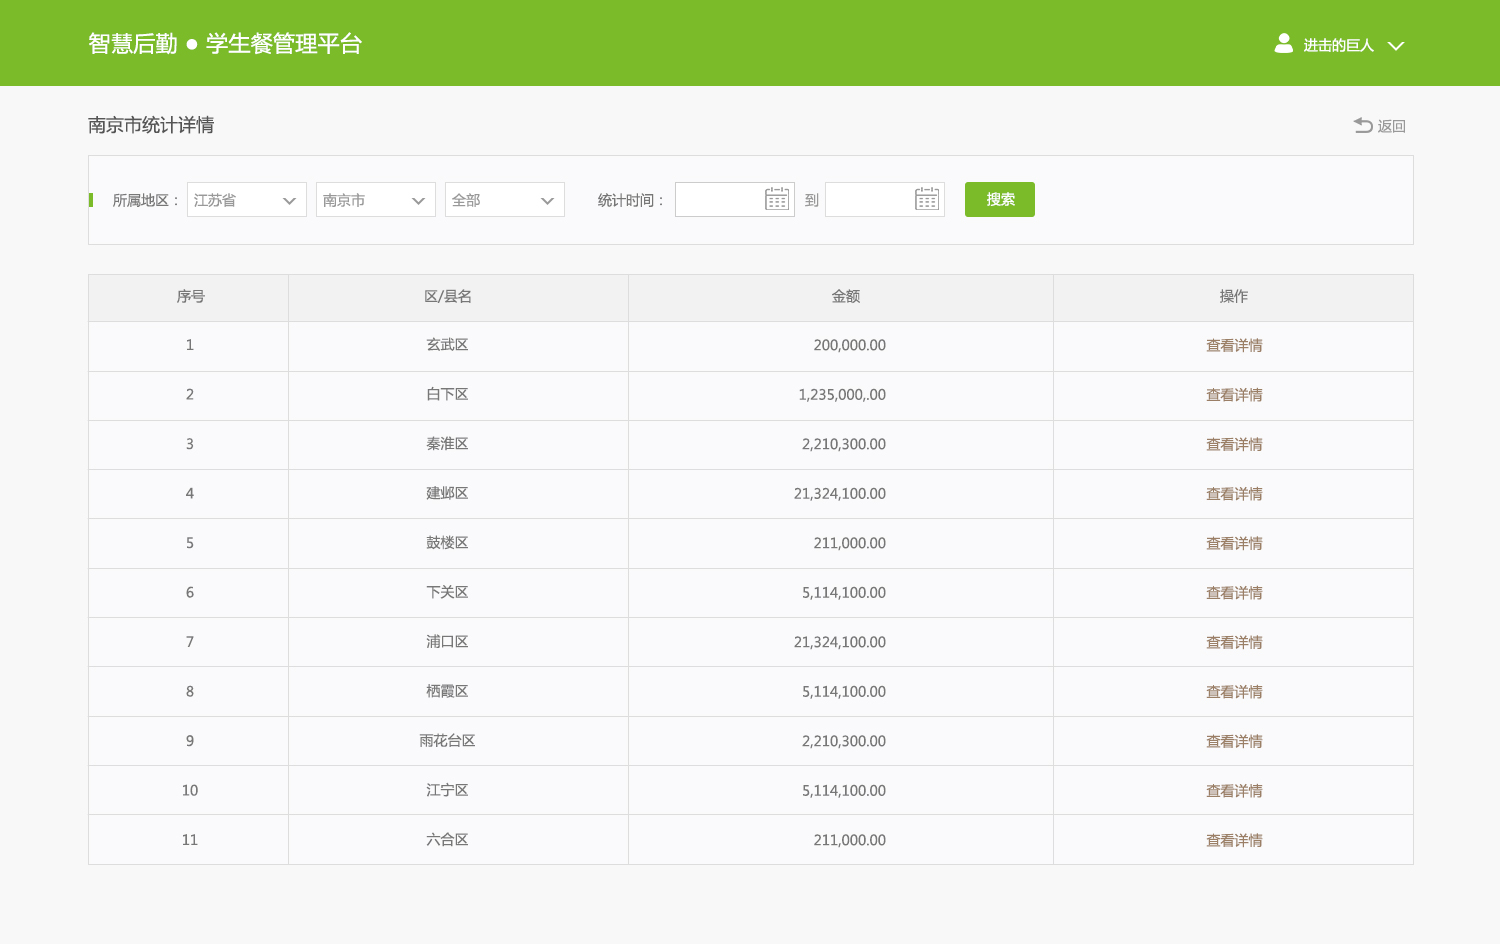 智慧后勤 ● 学生餐管理平台
进击的巨人
南京市统计详情
返回
所属地区： 江苏省 南京市 全部 统计时间： 到 搜索
序号 区/县名 金额 操作
1 玄武区 200,000.00 查看详情
2 白下区 1,235,000,.00 查看详情
3 秦淮区 2,210,300.00 查看详情
4 建邺区 21,324,100.00 查看详情
5 鼓楼区 211,000.00 查看详情
6 下关区 5,114,100.00 查看详情
7 浦口区 21,324,100.00 查看详情
8 栖霞区 5,114,100.00 查看详情
9 雨花台区 2,210,300.00 查看详情
10 江宁区 5,114,100.00 查看详情
11 六合区 211,000.00 查看详情